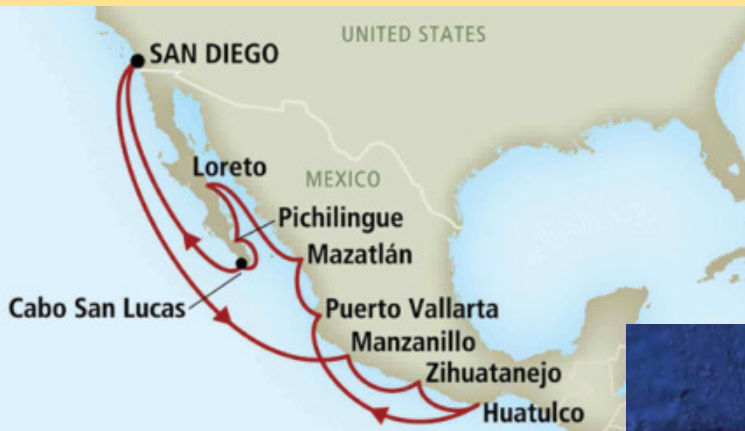 UNITED STATES
SAN DIEGO
Loreto
MEXICO
Pichilingue
Mazatlán
Cabo San Lucas
Puerto Vallarta
Manzanillo
Zihuatanejo
Huatulco